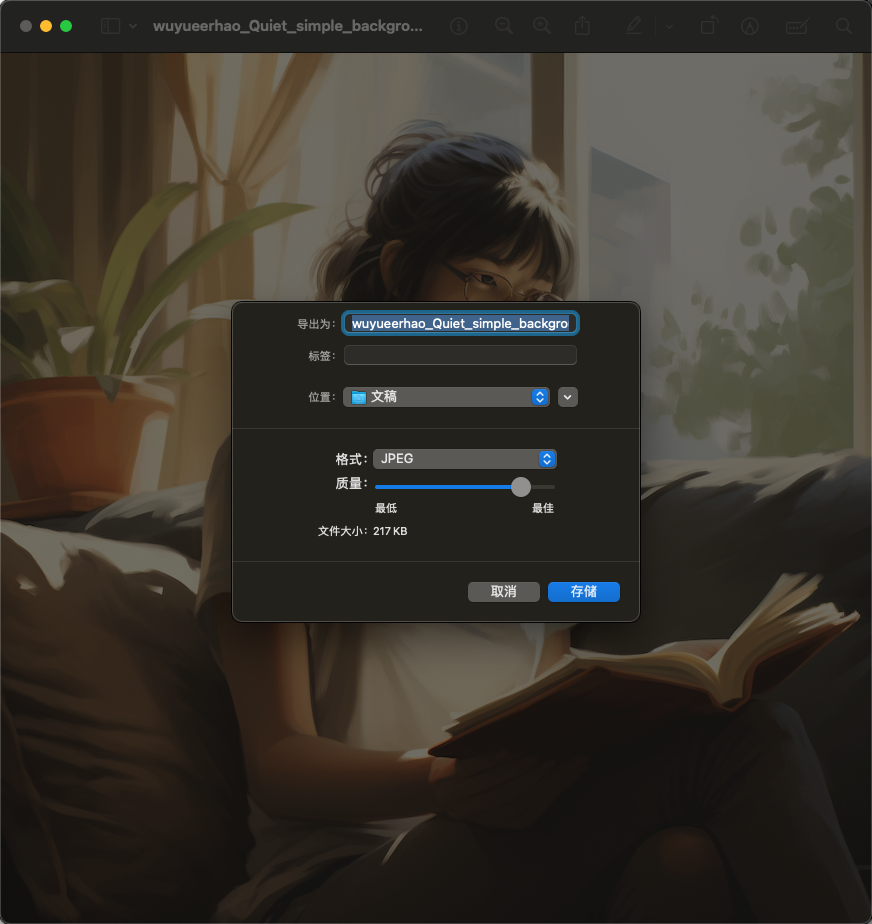 wuyueerhao_Quiet_simple_backgro...
导出为: wuyueerhao_Quiet_simple_backgro
标签:
位置: 文稿
格式: JPEG
质量:
最低 最佳
文件大小: 217 KB
取消 存储